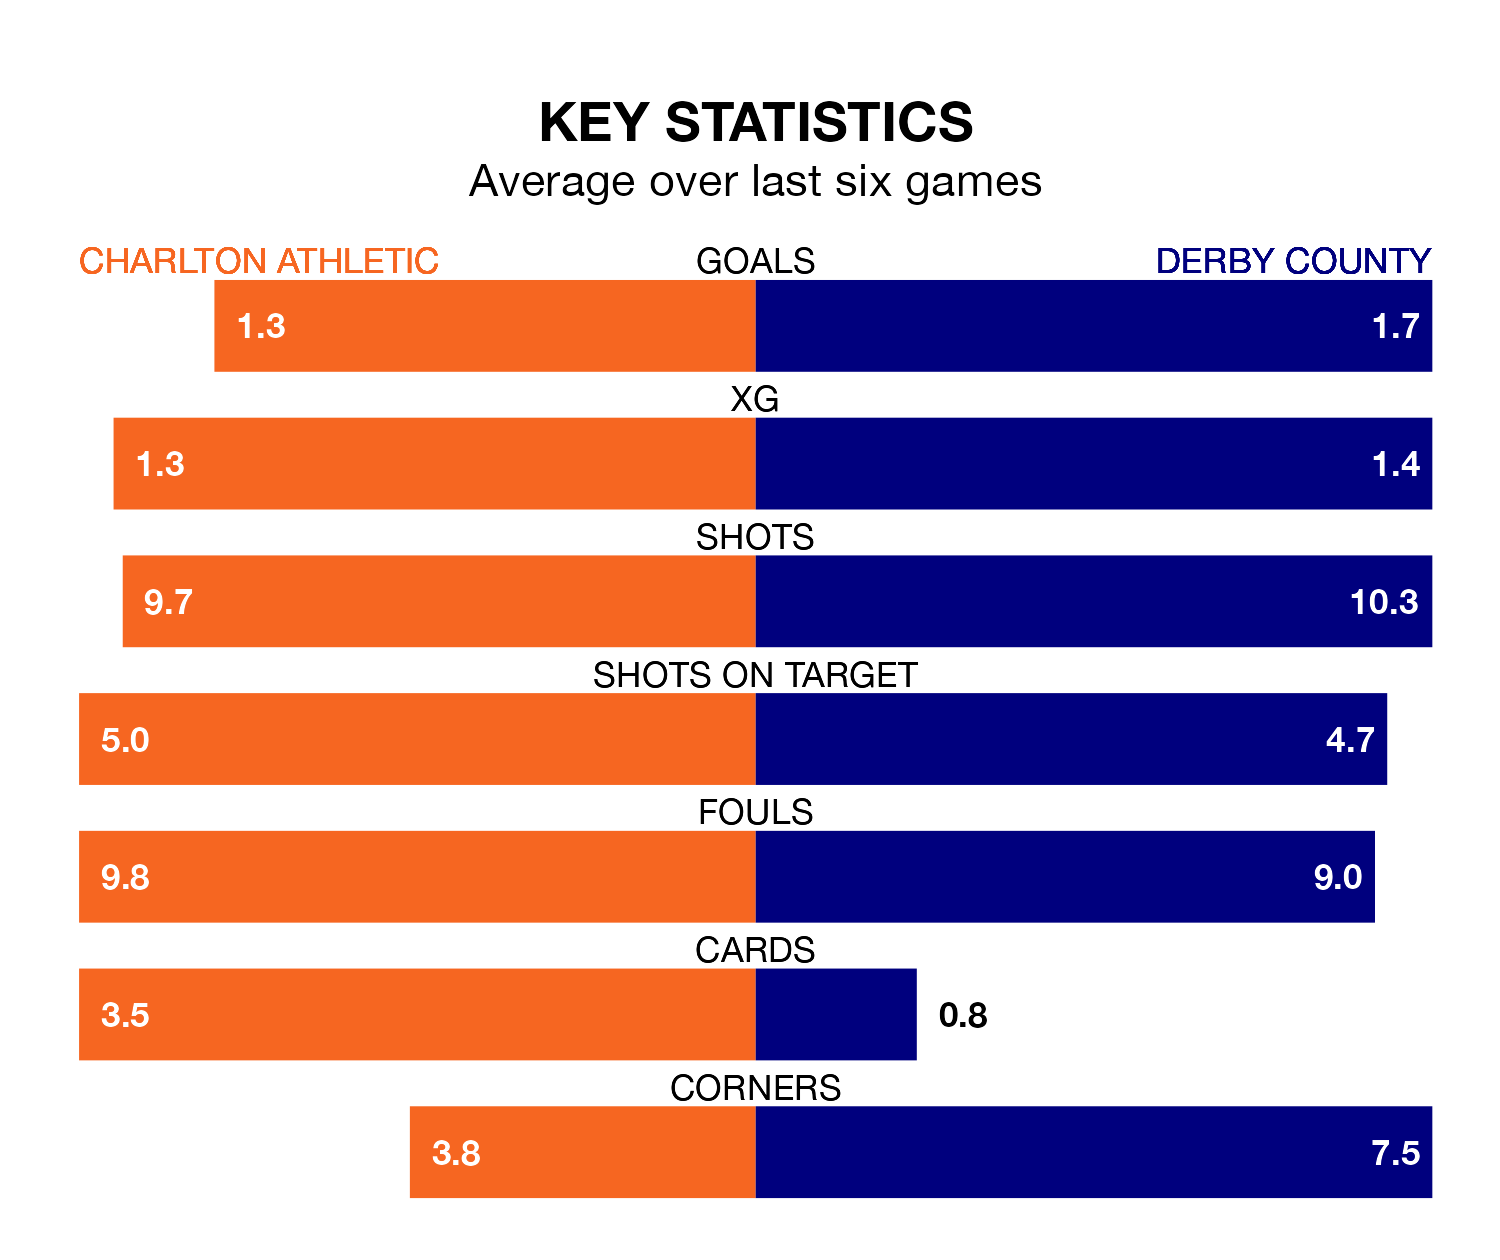 KEY STATISTICS
Average over last six games
CHARLTON ATHLETIC GOALS DERBY COUNTY
1.3 1.7
XG
1.3 1.4
SHOTS
9.7 10.3
SHOTS ON TARGET
5.0 4.7
FOULS
9.8 9.0
CARDS
3.5 0.8
CORNERS
3.8 7.5